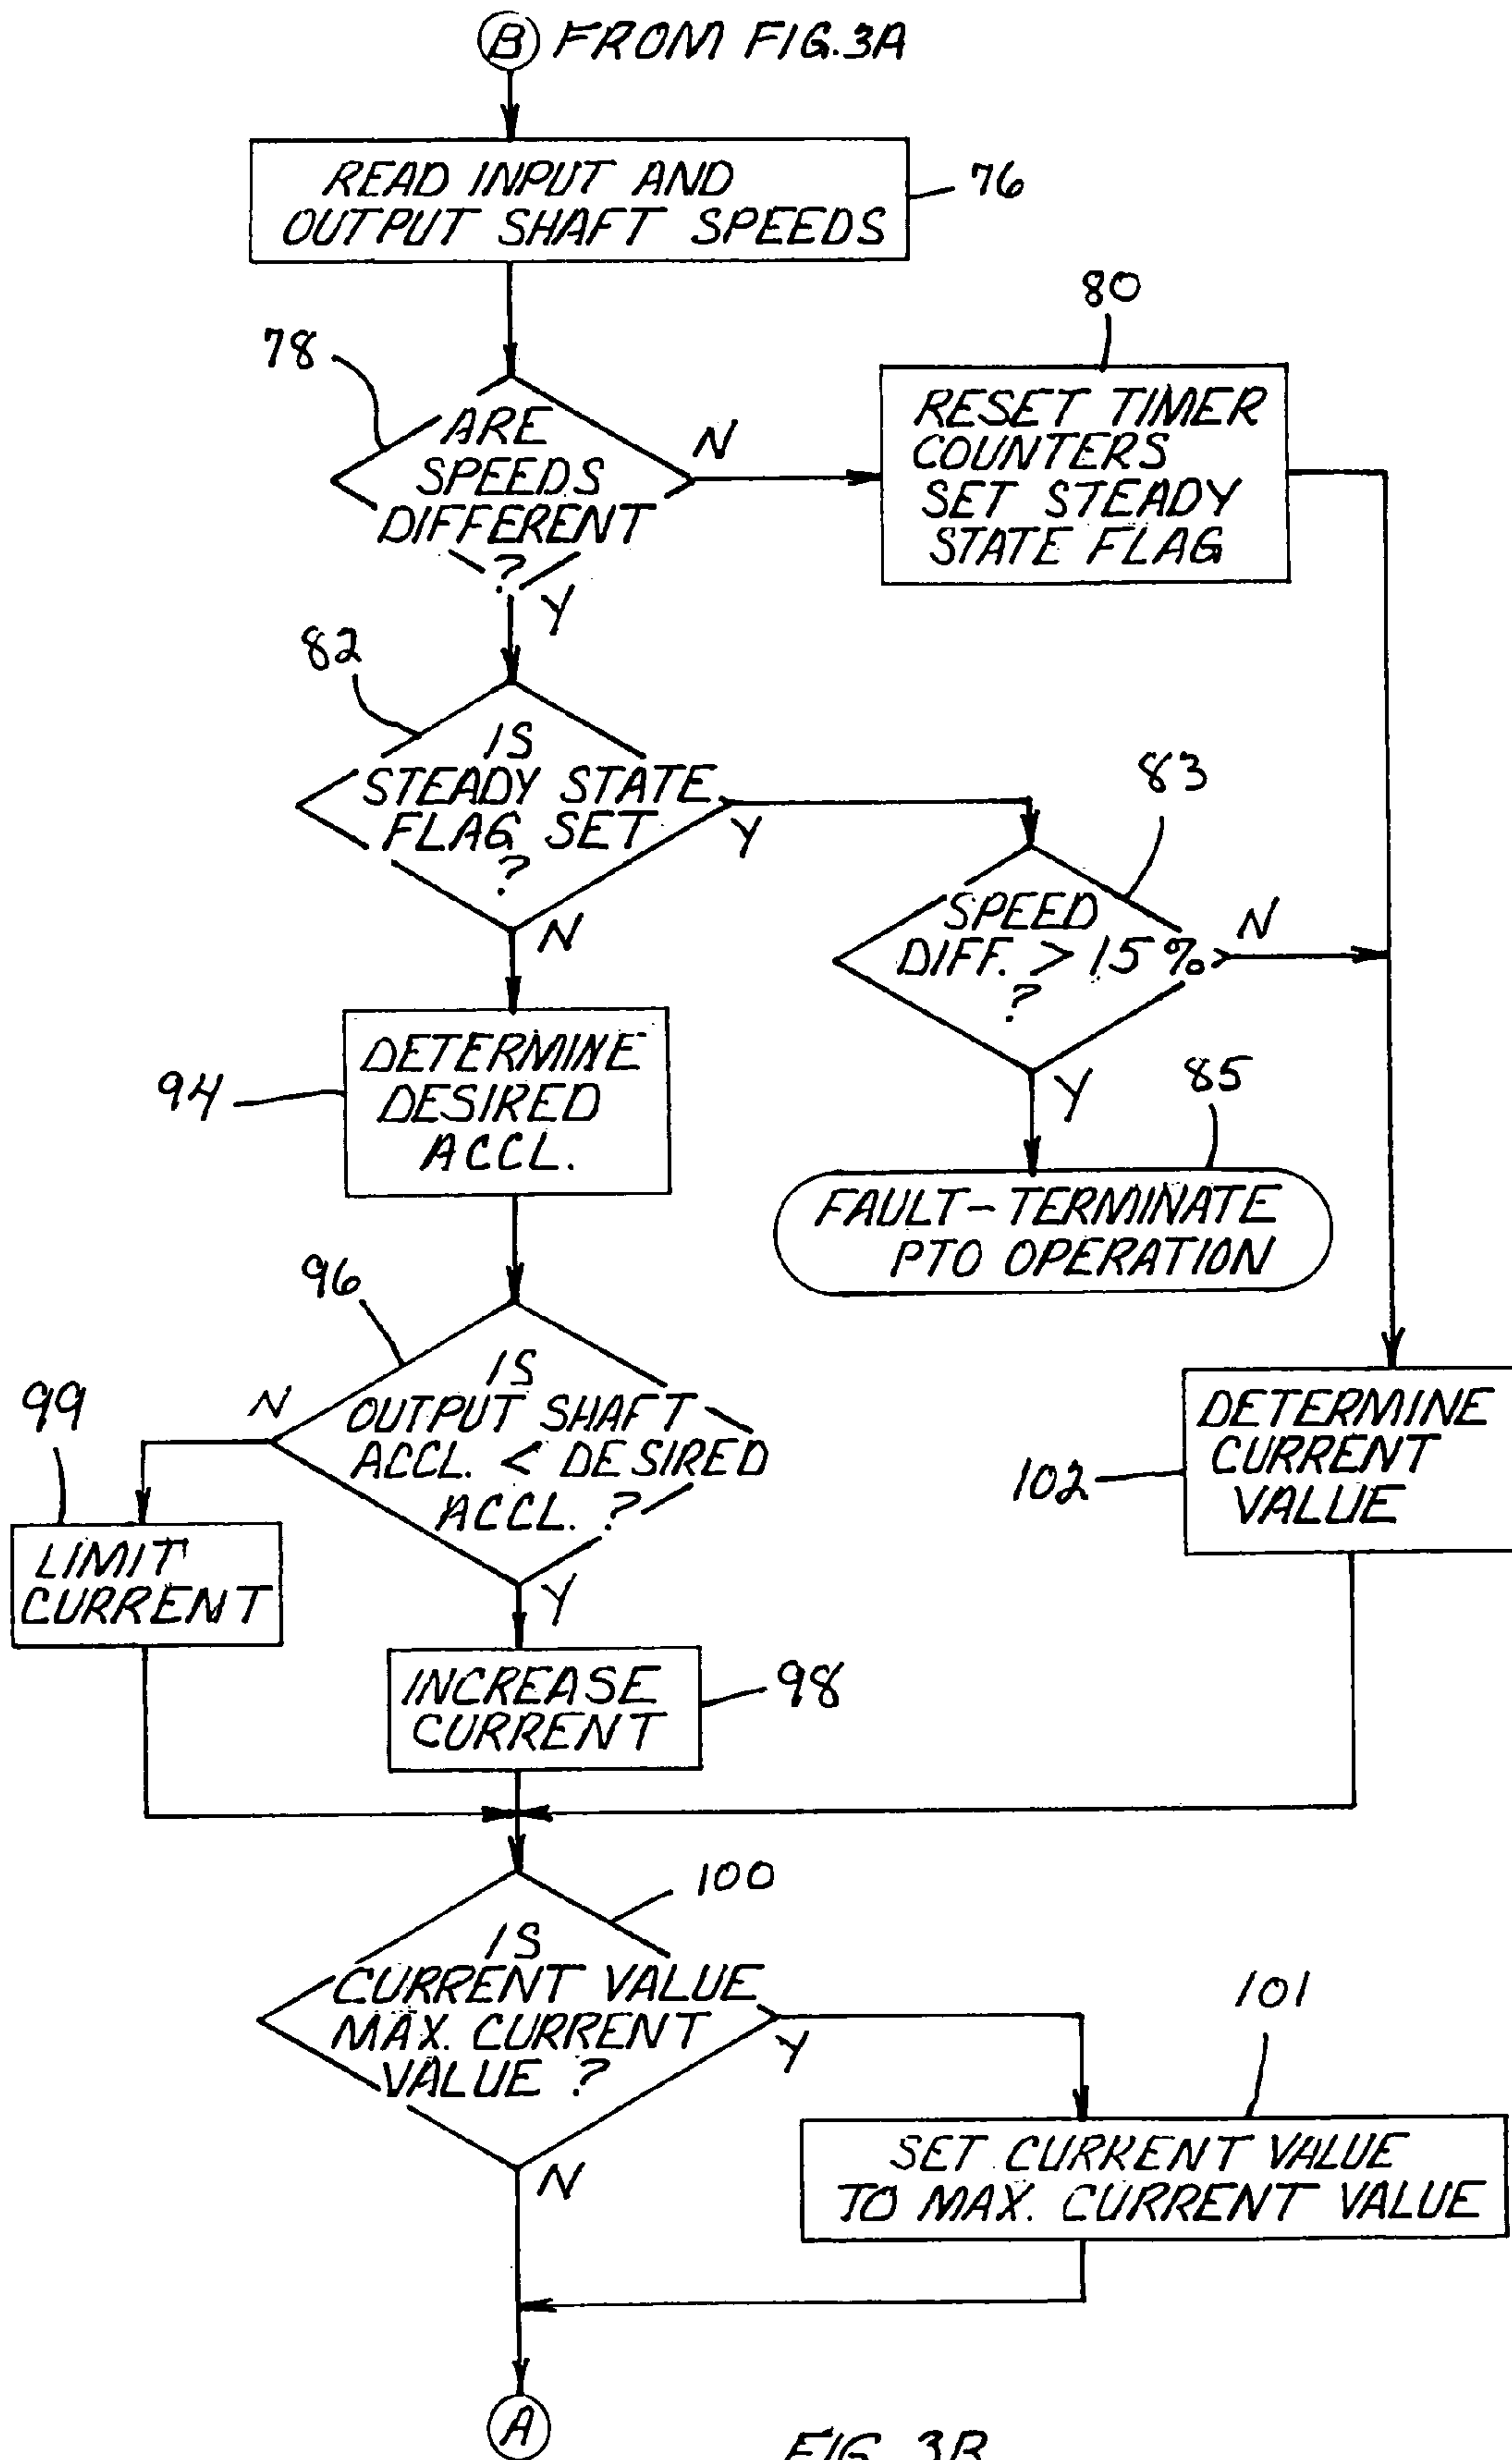 B FROM FIG. 3A
READ INPUT AND
OUTPUT SHAFT SPEEDS
76
78
ARE
SPEEDS
DIFFERENT
?
N
Y
80
RESET TIMER
COUNTERS
SET STEADY
STATE FLAG
82
IS
STEADY STATE
FLAG SET
?
Y
N
83
SPEED
DIFF. > 15%
?
N
Y
85
FAULT-TERMINATE
PTO OPERATION
94
DETERMINE
DESIRED
ACCL.
96
IS
OUTPUT SHAFT
ACCL. < DESIRED
ACCL. ?
N
Y
99
LIMIT
CURRENT
INCREASE
CURRENT
98
102
DETERMINE
CURRENT
VALUE
100
IS
CURRENT VALUE
MAX. CURRENT
VALUE ?
Y
N
101
SET CURRENT VALUE
TO MAX. CURRENT VALUE
A
FIG. 3B